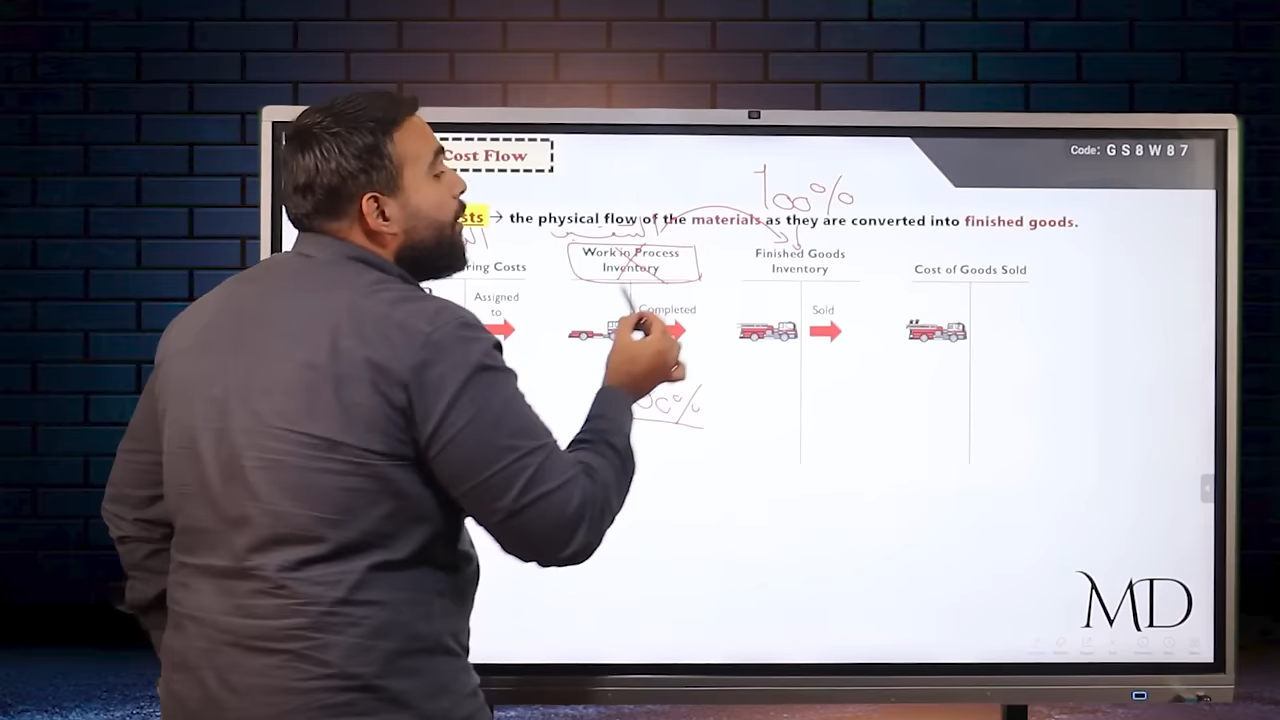 Code: G S 8 W 8 7
Cost Flow
100%
sts → the physical flow of the materials as they are converted into finished goods.
ring Costs
Work in Process
Inventory
Finished Goods
Inventory
Cost of Goods Sold
Assigned
to
Completed
Sold
00%
MD